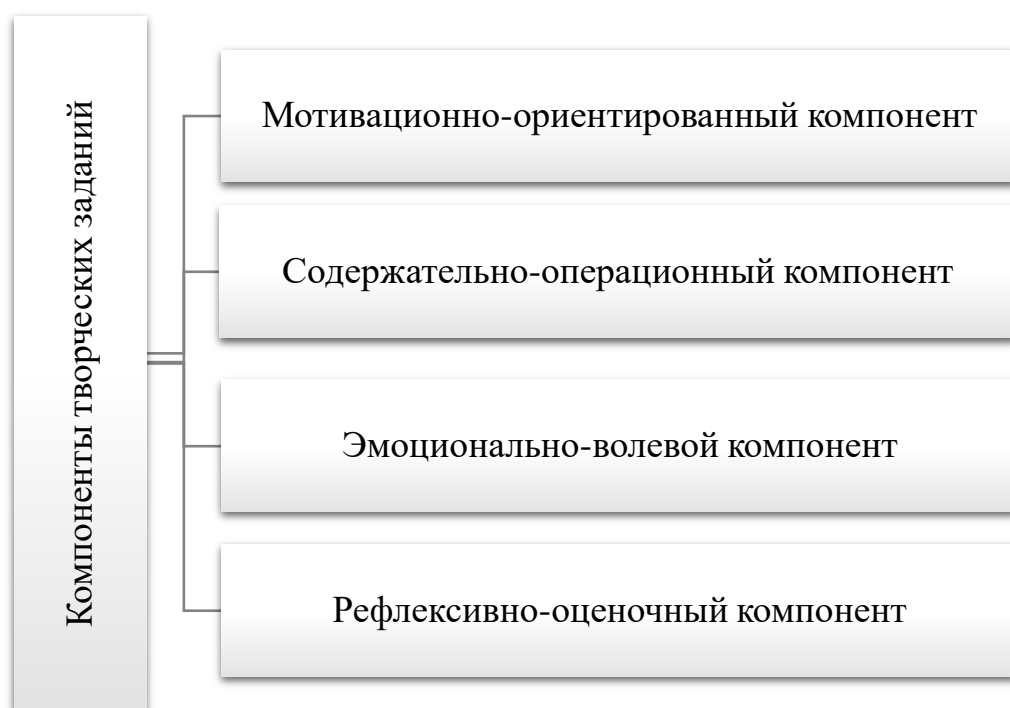 Компоненты творческих заданий
Мотивационно-ориентированный компонент
Содержательно-операционный компонент
Эмоционально-волевой компонент
Рефлексивно-оценочный компонент